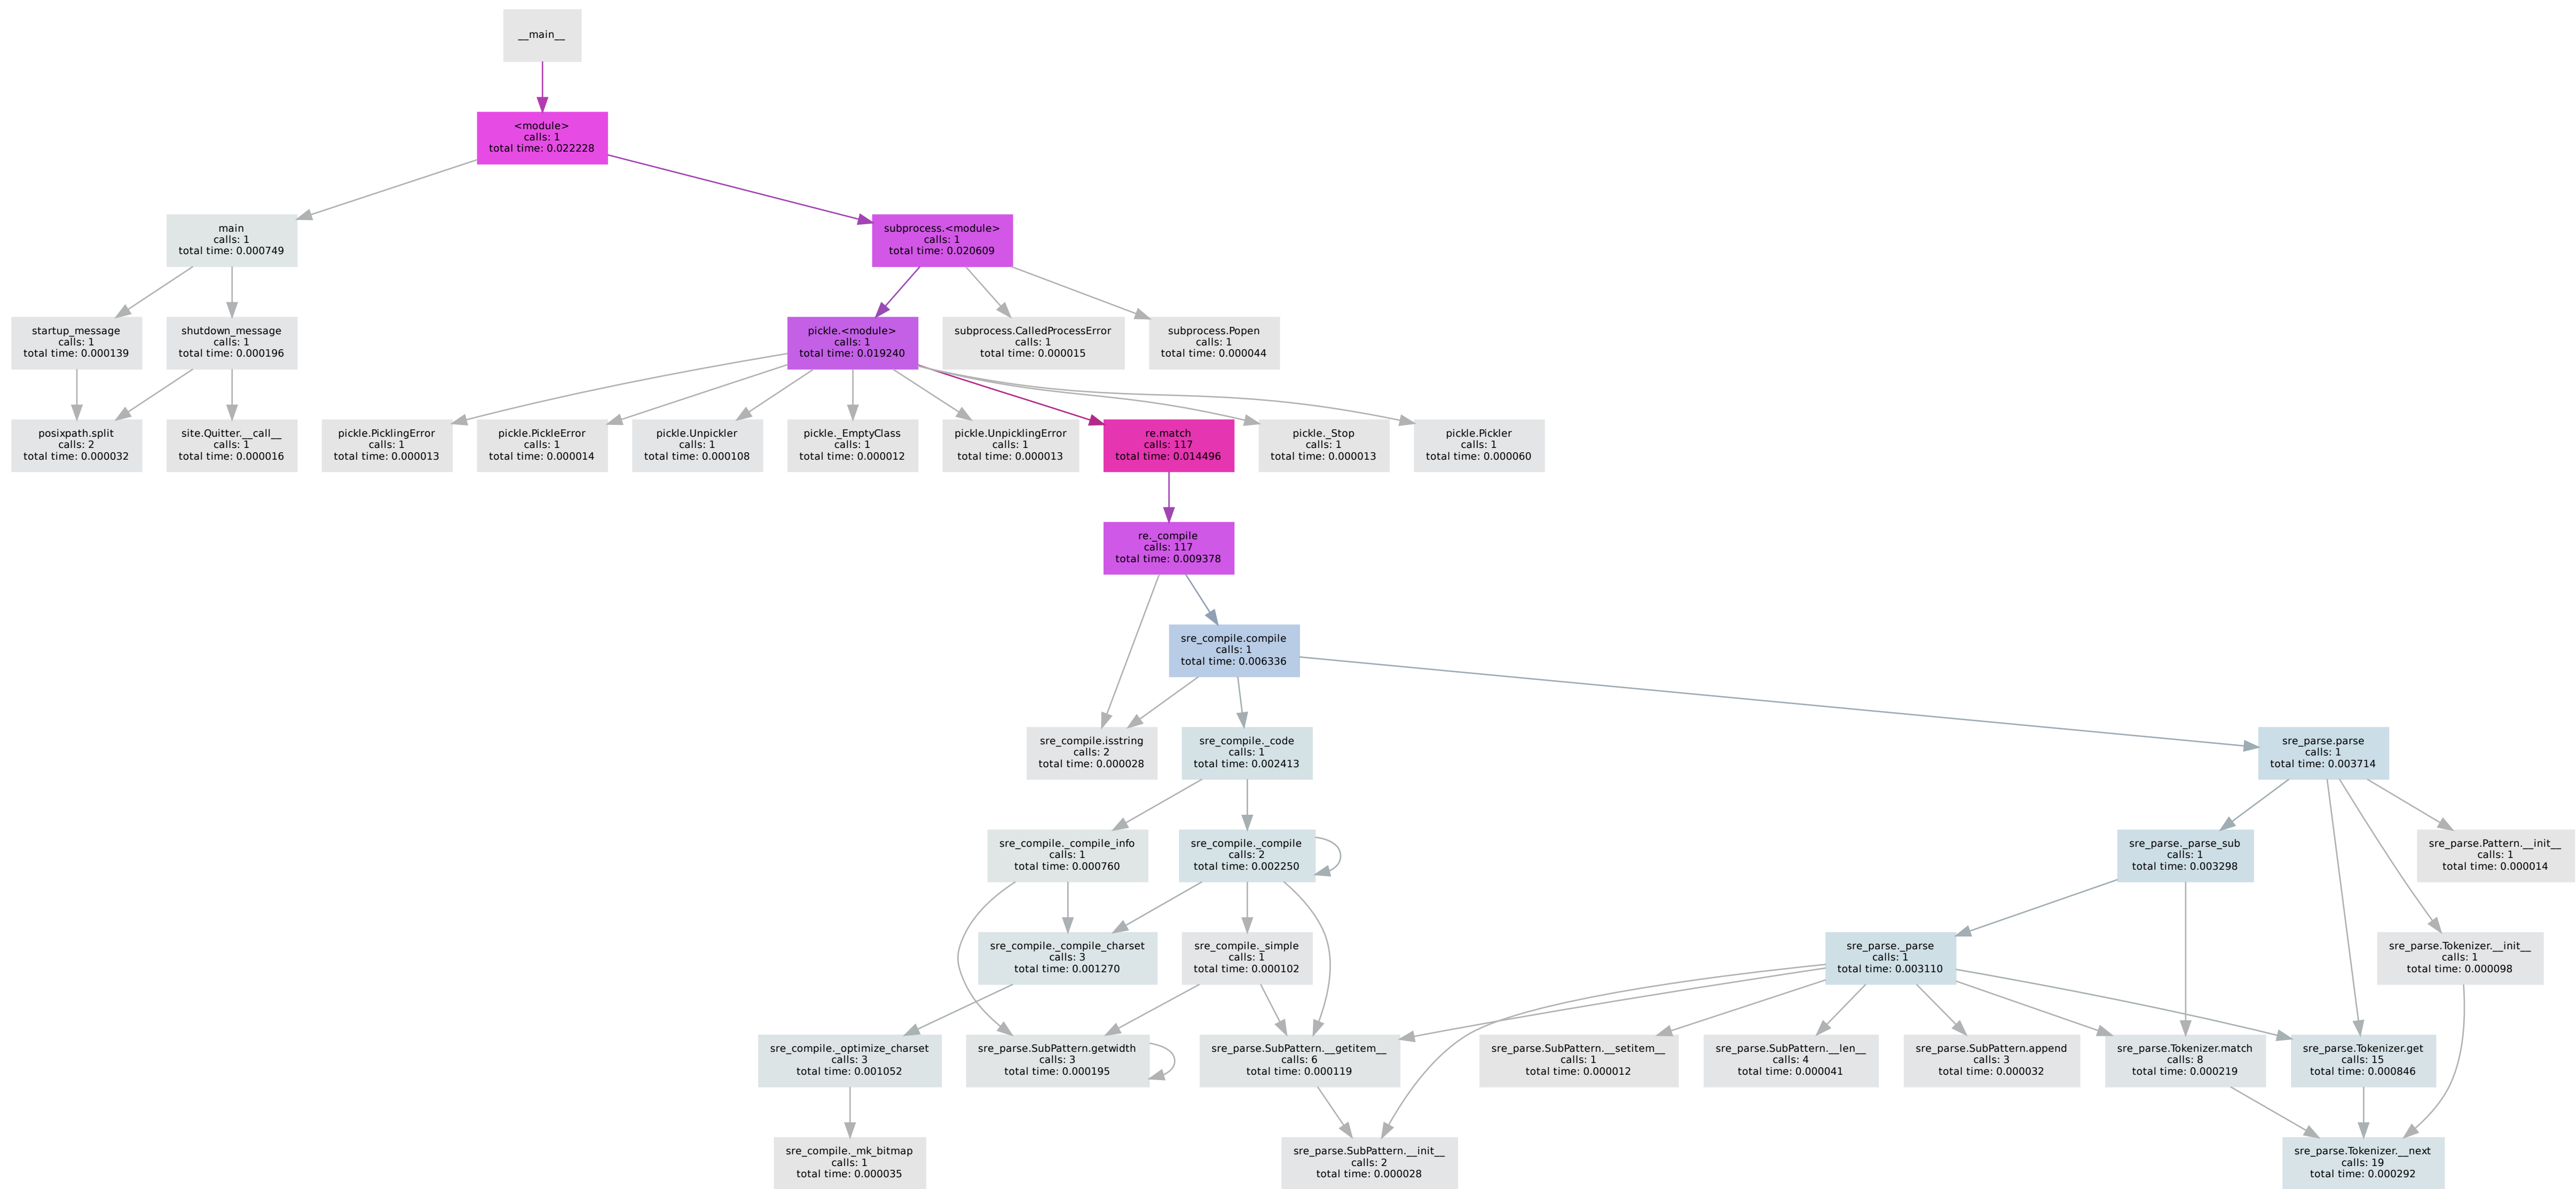 __main__
<module>
calls: 1
total time: 0.022228
main
calls: 1
total time: 0.000749
subprocess.<module>
calls: 1
total time: 0.020609
startup_message
calls: 1
total time: 0.000139
shutdown_message
calls: 1
total time: 0.000196
pickle.<module>
calls: 1
total time: 0.019240
subprocess.CalledProcessError
calls: 1
total time: 0.000015
subprocess.Popen
calls: 1
total time: 0.000044
posixpath.split
calls: 2
total time: 0.000032
site.Quitter.__call__
calls: 1
total time: 0.000016
pickle.PicklingError
calls: 1
total time: 0.000013
pickle.PickleError
calls: 1
total time: 0.000014
pickle.Unpickler
calls: 1
total time: 0.000108
pickle._EmptyClass
calls: 1
total time: 0.000012
pickle.UnpicklingError
calls: 1
total time: 0.000013
re.match
calls: 117
total time: 0.014496
pickle._Stop
calls: 1
total time: 0.000013
pickle.Pickler
calls: 1
total time: 0.000060
re._compile
calls: 117
total time: 0.009378
sre_compile.compile
calls: 1
total time: 0.006336
sre_compile.isstring
calls: 2
total time: 0.000028
sre_compile._code
calls: 1
total time: 0.002413
sre_parse.parse
calls: 1
total time: 0.003714
sre_compile._compile_info
calls: 1
total time: 0.000760
sre_compile._compile
calls: 2
total time: 0.002250
sre_parse._parse_sub
calls: 1
total time: 0.003298
sre_parse.Pattern.__init__
calls: 1
total time: 0.000014
sre_compile._compile_charset
calls: 3
total time: 0.001270
sre_compile._simple
calls: 1
total time: 0.000102
sre_parse._parse
calls: 1
total time: 0.003110
sre_parse.Tokenizer.__init__
calls: 1
total time: 0.000098
sre_compile._optimize_charset
calls: 3
total time: 0.001052
sre_parse.SubPattern.getwidth
calls: 3
total time: 0.000195
sre_parse.SubPattern.__getitem__
calls: 6
total time: 0.000119
sre_parse.SubPattern.__setitem__
calls: 1
total time: 0.000012
sre_parse.SubPattern.__len__
calls: 4
total time: 0.000041
sre_parse.SubPattern.append
calls: 3
total time: 0.000032
sre_parse.Tokenizer.match
calls: 8
total time: 0.000219
sre_parse.Tokenizer.get
calls: 15
total time: 0.000846
sre_compile._mk_bitmap
calls: 1
total time: 0.000035
sre_parse.SubPattern.__init__
calls: 2
total time: 0.000028
sre_parse.Tokenizer.__next
calls: 19
total time: 0.000292